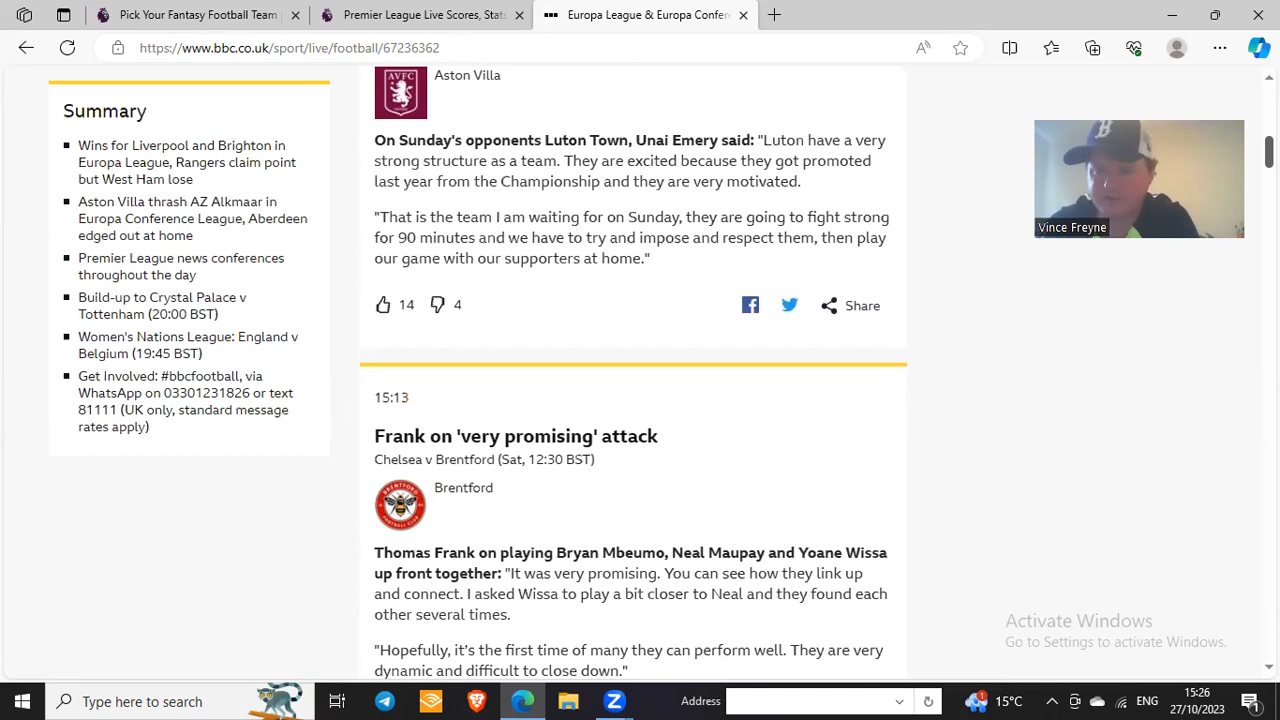 Pick Your Fantasy Football Team
Premier League Scores, Stats
Europa League & Europa Confere
https://www.bbc.co.uk/sport/live/football/67236362
Summary
Wins for Liverpool and Brighton in
Europa League, Rangers claim point
but West Ham lose
Aston Villa thrash AZ Alkmaar in
Europa Conference League, Aberdeen
edged out at home
Premier League news conferences
throughout the day
Build-up to Crystal Palace v
Tottenham (20:00 BST)
Women's Nations League: England v
Belgium (19:45 BST)
Get Involved: #bbcfootball, via
WhatsApp on 03301231826 or text
81111 (UK only, standard message
rates apply)
AVFC
Aston Villa
On Sunday's opponents Luton Town, Unai Emery said: "Luton have a very
strong structure as a team. They are excited because they got promoted
last year from the Championship and they are very motivated.
"That is the team I am waiting for on Sunday, they are going to fight strong
for 90 minutes and we have to try and impose and respect them, then play
our game with our supporters at home."
14
4
Share
15:13
Frank on 'very promising' attack
Chelsea v Brentford (Sat, 12:30 BST)
Brentford
Thomas Frank on playing Bryan Mbeumo, Neal Maupay and Yoane Wissa
up front together: "It was very promising. You can see how they link up
and connect. I asked Wissa to play a bit closer to Neal and they found each
other several times.
"Hopefully, it's the first time of many they can perform well. They are very
dynamic and difficult to close down."
Vince Freyne
Activate Windows
Go to Settings to activate Windows.
Type here to search
Address
1
15°C
ENG
15:26
27/10/2023
1